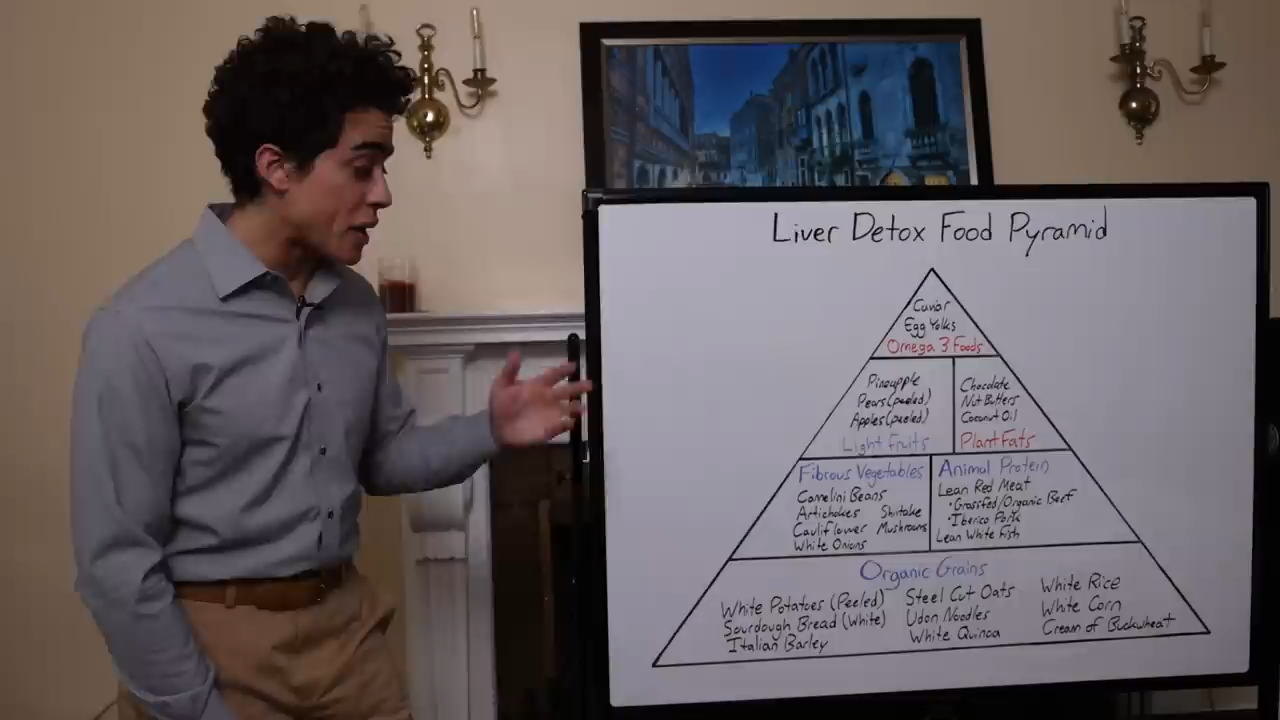 Liver Detox Food Pyramid
Caviar
Egg Yolks
Omega 3 Foods
Pineapple
Pears (peeled)
Apples (peeled)
Light Fruits
Chocolate
Nut Butters
Coconut Oil
Plant Fats
Fibrous Vegetables
Cannelini Beans
Artichokes Shiitake
Cauliflower Mushrooms
White Onions
Animal Protein
Lean Red Meat
•Grassfed/Organic Beef
•Iberico Pork
Lean White Fish
Organic Grains
White Potatoes (Peeled)
Sourdough Bread (White)
Italian Barley
Steel Cut Oats
Udon Noodles
White Quinoa
White Rice
White Corn
Cream of Buckwheat